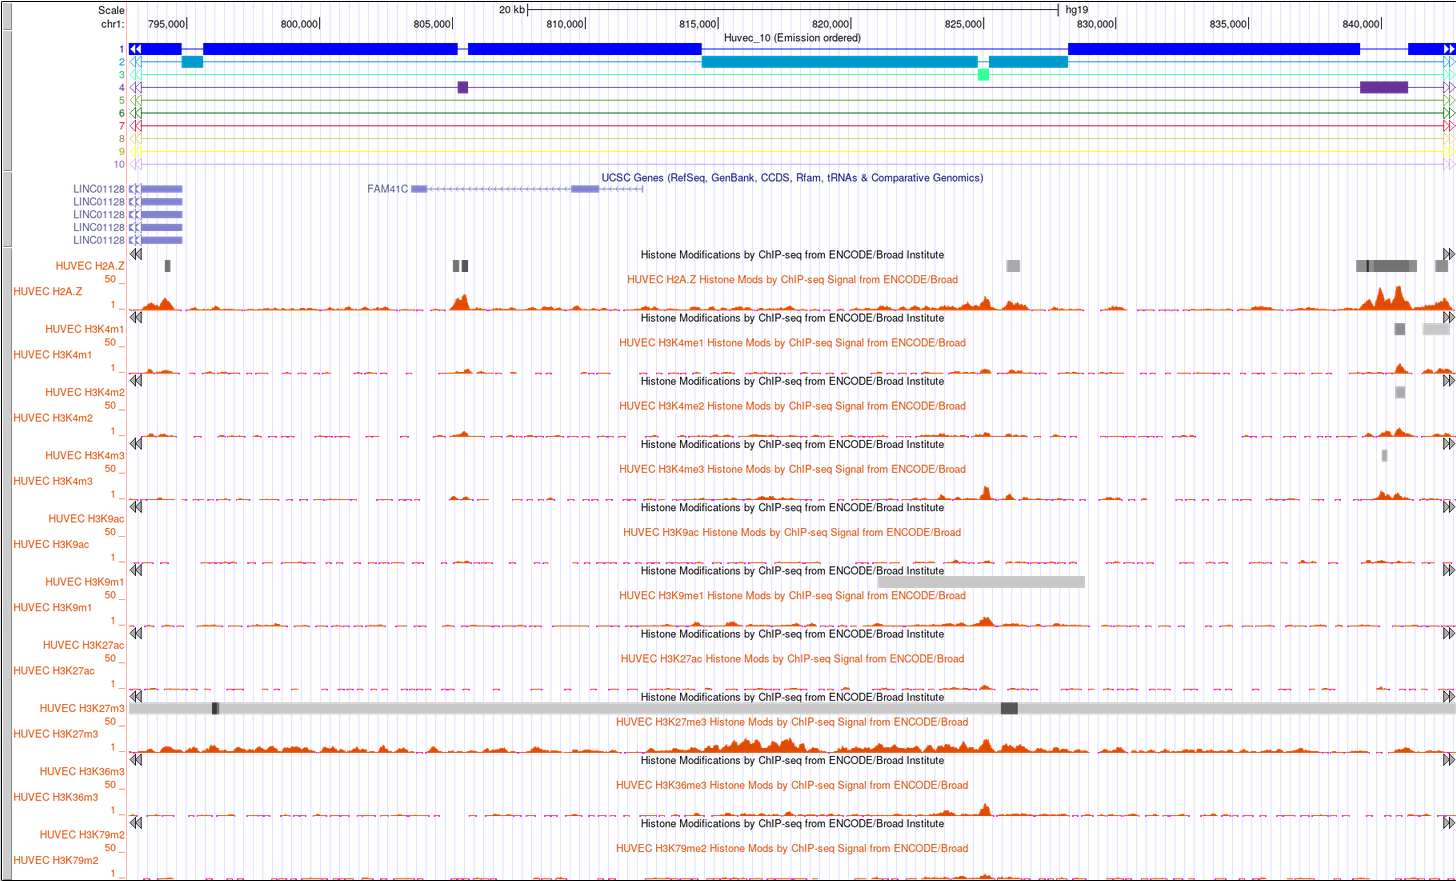 Scale 20 kb hg19
chr1: 795,000 800,000 805,000 810,000 815,000 820,000 825,000 830,000 835,000 840,000
Huvec_10 (Emission ordered)
1
2
3
4
5
6
7
8
9
10
UCSC Genes (RefSeq, GenBank, CCDS, Rfam, tRNAs & Comparative Genomics)
LINC01128 FAM41C
LINC01128
LINC01128
LINC01128
LINC01128
Histone Modifications by ChIP-seq from ENCODE/Broad Institute
HUVEC H2A.Z
HUVEC H2A.Z Histone Mods by ChIP-seq Signal from ENCODE/Broad
50
HUVEC H2A.Z
1
Histone Modifications by ChIP-seq from ENCODE/Broad Institute
HUVEC H3K4m1
HUVEC H3K4me1 Histone Mods by ChIP-seq Signal from ENCODE/Broad
50
HUVEC H3K4m1
1
Histone Modifications by ChIP-seq from ENCODE/Broad Institute
HUVEC H3K4m2
HUVEC H3K4me2 Histone Mods by ChIP-seq Signal from ENCODE/Broad
50
HUVEC H3K4m2
1
Histone Modifications by ChIP-seq from ENCODE/Broad Institute
HUVEC H3K4m3
HUVEC H3K4me3 Histone Mods by ChIP-seq Signal from ENCODE/Broad
50
HUVEC H3K4m3
1
Histone Modifications by ChIP-seq from ENCODE/Broad Institute
HUVEC H3K9ac
HUVEC H3K9ac Histone Mods by ChIP-seq Signal from ENCODE/Broad
50
HUVEC H3K9ac
1
Histone Modifications by ChIP-seq from ENCODE/Broad Institute
HUVEC H3K9m1
HUVEC H3K9me1 Histone Mods by ChIP-seq Signal from ENCODE/Broad
50
HUVEC H3K9m1
1
Histone Modifications by ChIP-seq from ENCODE/Broad Institute
HUVEC H3K27ac
HUVEC H3K27ac Histone Mods by ChIP-seq Signal from ENCODE/Broad
50
HUVEC H3K27ac
1
Histone Modifications by ChIP-seq from ENCODE/Broad Institute
HUVEC H3K27m3
HUVEC H3K27me3 Histone Mods by ChIP-seq Signal from ENCODE/Broad
50
HUVEC H3K27m3
1
Histone Modifications by ChIP-seq from ENCODE/Broad Institute
HUVEC H3K36m3
HUVEC H3K36me3 Histone Mods by ChIP-seq Signal from ENCODE/Broad
50
HUVEC H3K36m3
1
Histone Modifications by ChIP-seq from ENCODE/Broad Institute
HUVEC H3K79m2
HUVEC H3K79me2 Histone Mods by ChIP-seq Signal from ENCODE/Broad
50
HUVEC H3K79m2
1